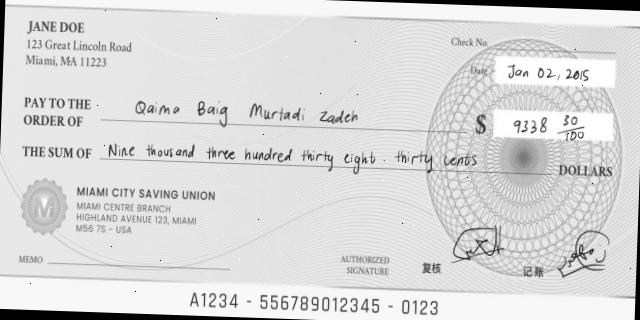 JANE DOE
123 Great Lincoln Road
Miami, MA 11223
Check No.
Date Jan 02, 2015
PAY TO THE
ORDER OF Qaima Baig Murtadi Zadeh
$ 9338 30/100
THE SUM OF Nine thousand three hundred thirty eight . thirty cents
DOLLARS
M
MIAMI CITY SAVING UNION
MIAMI CENTRE BRANCH
HIGHLAND AVENUE 123, MIAMI
M56 7S - USA
MEMO
AUTHORIZED
SIGNATURE
复核
记账
A1234 - 556789012345 - 0123